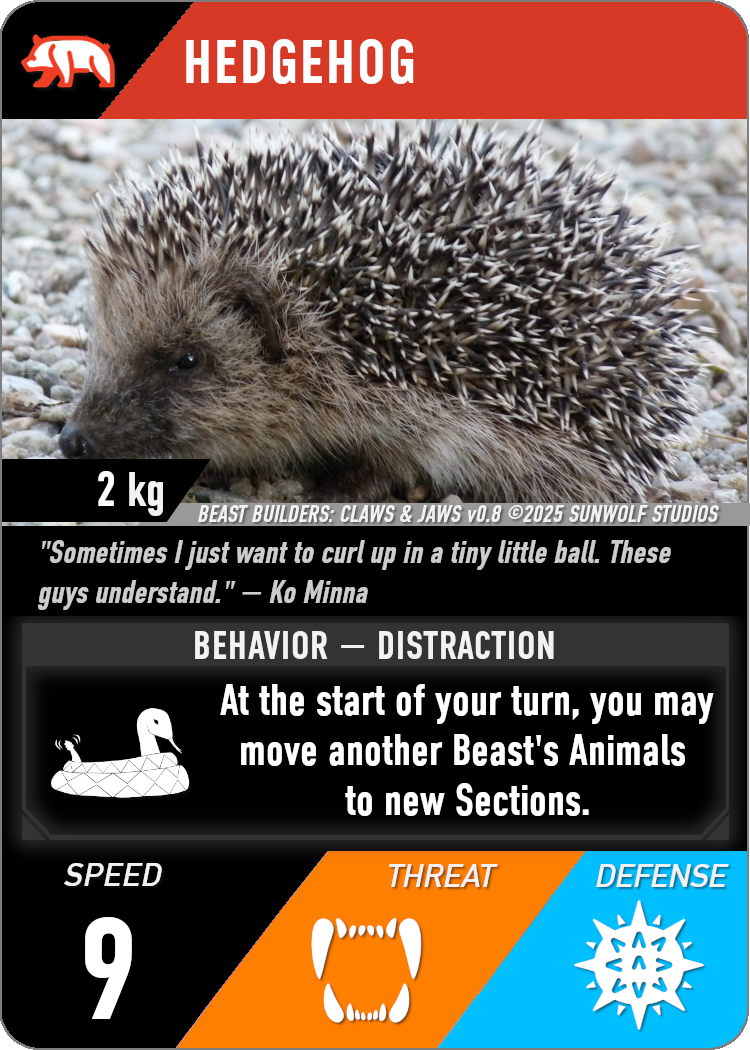 HEDGEHOG
2 kg
BEAST BUILDERS: CLAWS & JAWS v0.8 ©2025 SUNWOLF STUDIOS
"Sometimes I just want to curl up in a tiny little ball. These
guys understand." — Ko Minna
BEHAVIOR — DISTRACTION
At the start of your turn, you may
move another Beast's Animals
to new Sections.
SPEED
THREAT
DEFENSE
9